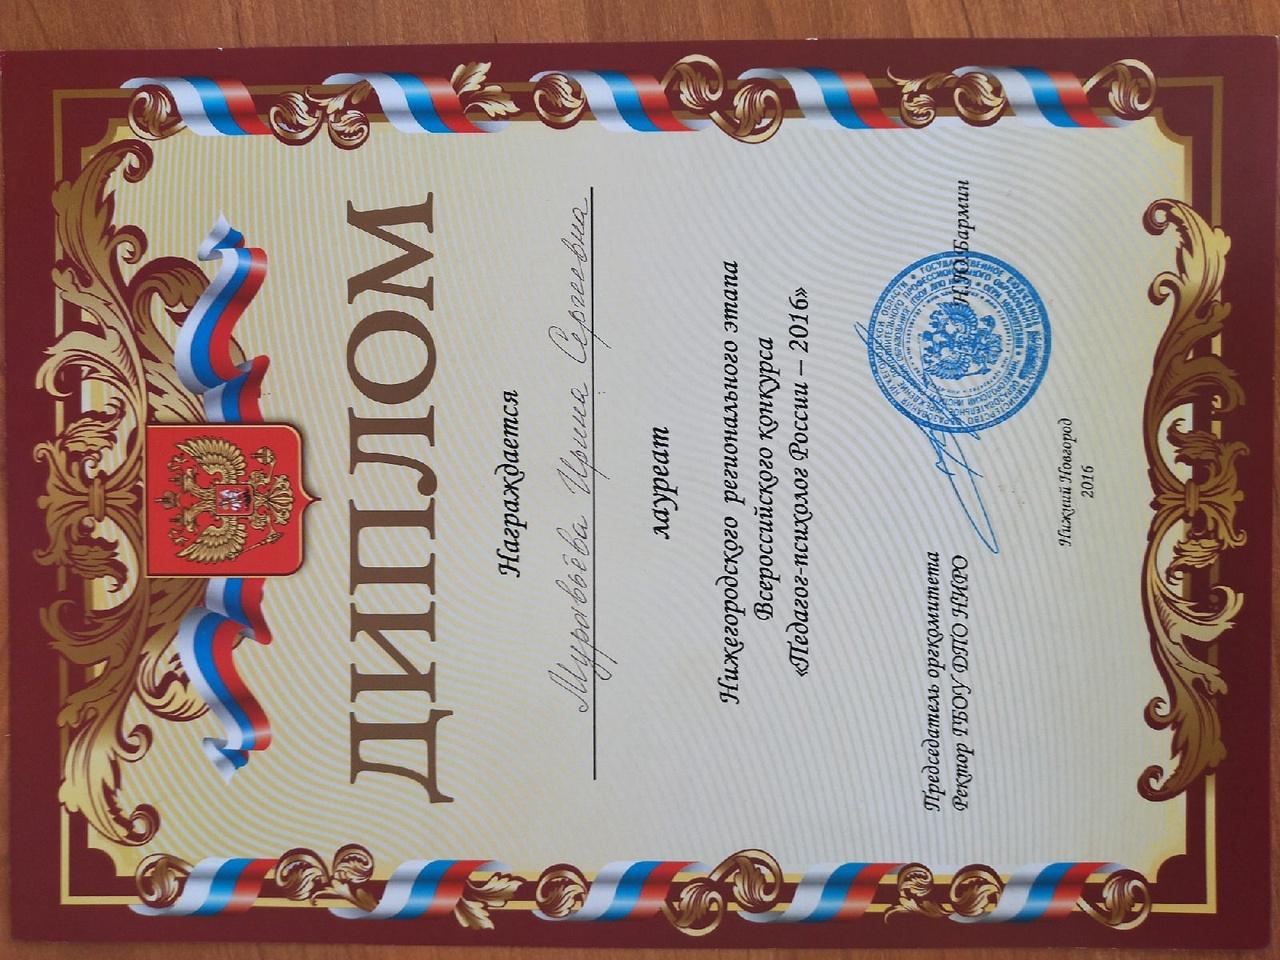 ДИПЛОМ
Награждается
Муравьёва Ирина Сергеевна
лауреат
Нижегородского регионального этапа
Всероссийского конкурса
«Педагог-психолог России – 2016»
Председатель оргкомитета
Ректор ГБОУ ДПО НИРО Н.Ю.Бармин
Нижний Новгород
2016